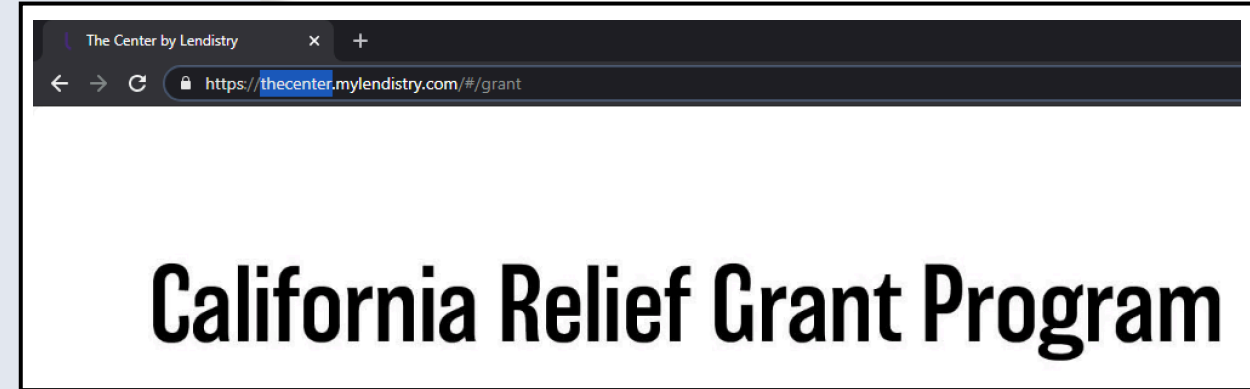 The Center by Lendistry
https://thecenter.mylendistry.com/#/grant
California Relief Grant Program